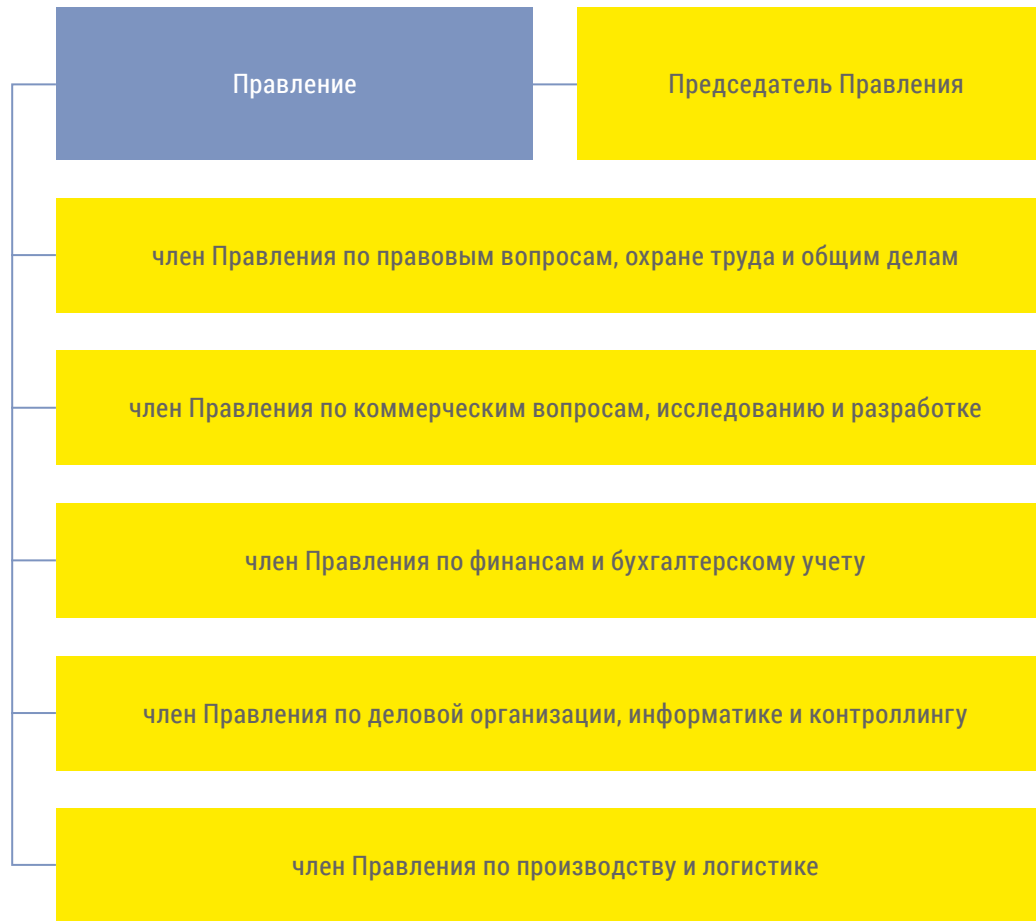 Правление
Председатель Правления
член Правления по правовым вопросам, охране труда и общим делам
член Правления по коммерческим вопросам, исследованию и разработке
член Правления по финансам и бухгалтерскому учету
член Правления по деловой организации, информатике и контроллингу
член Правления по производству и логистике